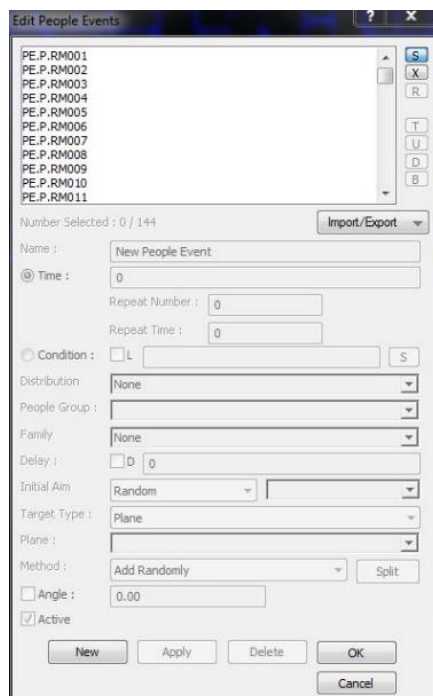 Edit People Events ? X
PE.P.RM001
PE.P.RM002
PE.P.RM003
PE.P.RM004
PE.P.RM005
PE.P.RM006
PE.P.RM007
PE.P.RM008
PE.P.RM009
PE.P.RM010
PE.P.RM011
S
X
R
T
U
D
B
Number Selected : 0 / 144 Import/Export
Name : New People Event
Time : 0
Repeat Number : 0
Repeat Time : 0
Condition : L S
Distribution None
People Group :
Family None
Delay : D 0
Initial Aim Random
Target Type : Plane
Plane :
Method : Add Randomly Split
Angle : 0.00
Active
New Apply Delete OK
Cancel